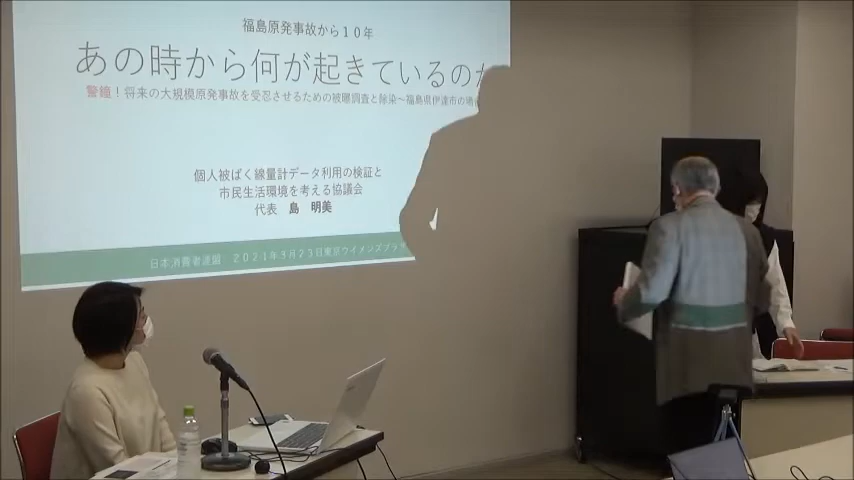 福島原発事故から１０年
あの時から何が起きているのか
警鐘！将来の大規模原発事故を受忍させるための被曝調査と除染～福島県伊達市の
個人被ばく線量計データ利用の検証と
市民生活環境を考える協議会
代表 島 明美
日本消費者連盟 2021年3月23日東京ウイメンズプラザ